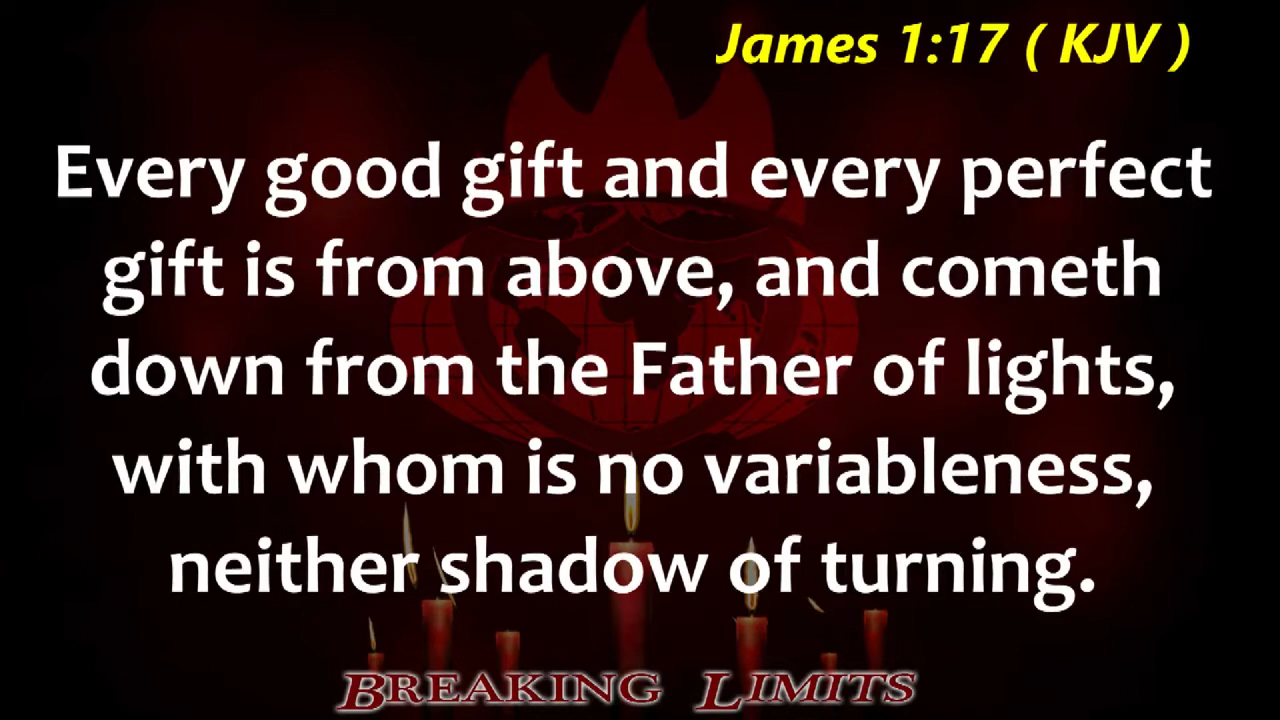 James 1:17 ( KJV )
Every good gift and every perfect
gift is from above, and cometh
down from the Father of lights,
with whom is no variableness,
neither shadow of turning.
BREAKING LIMITS